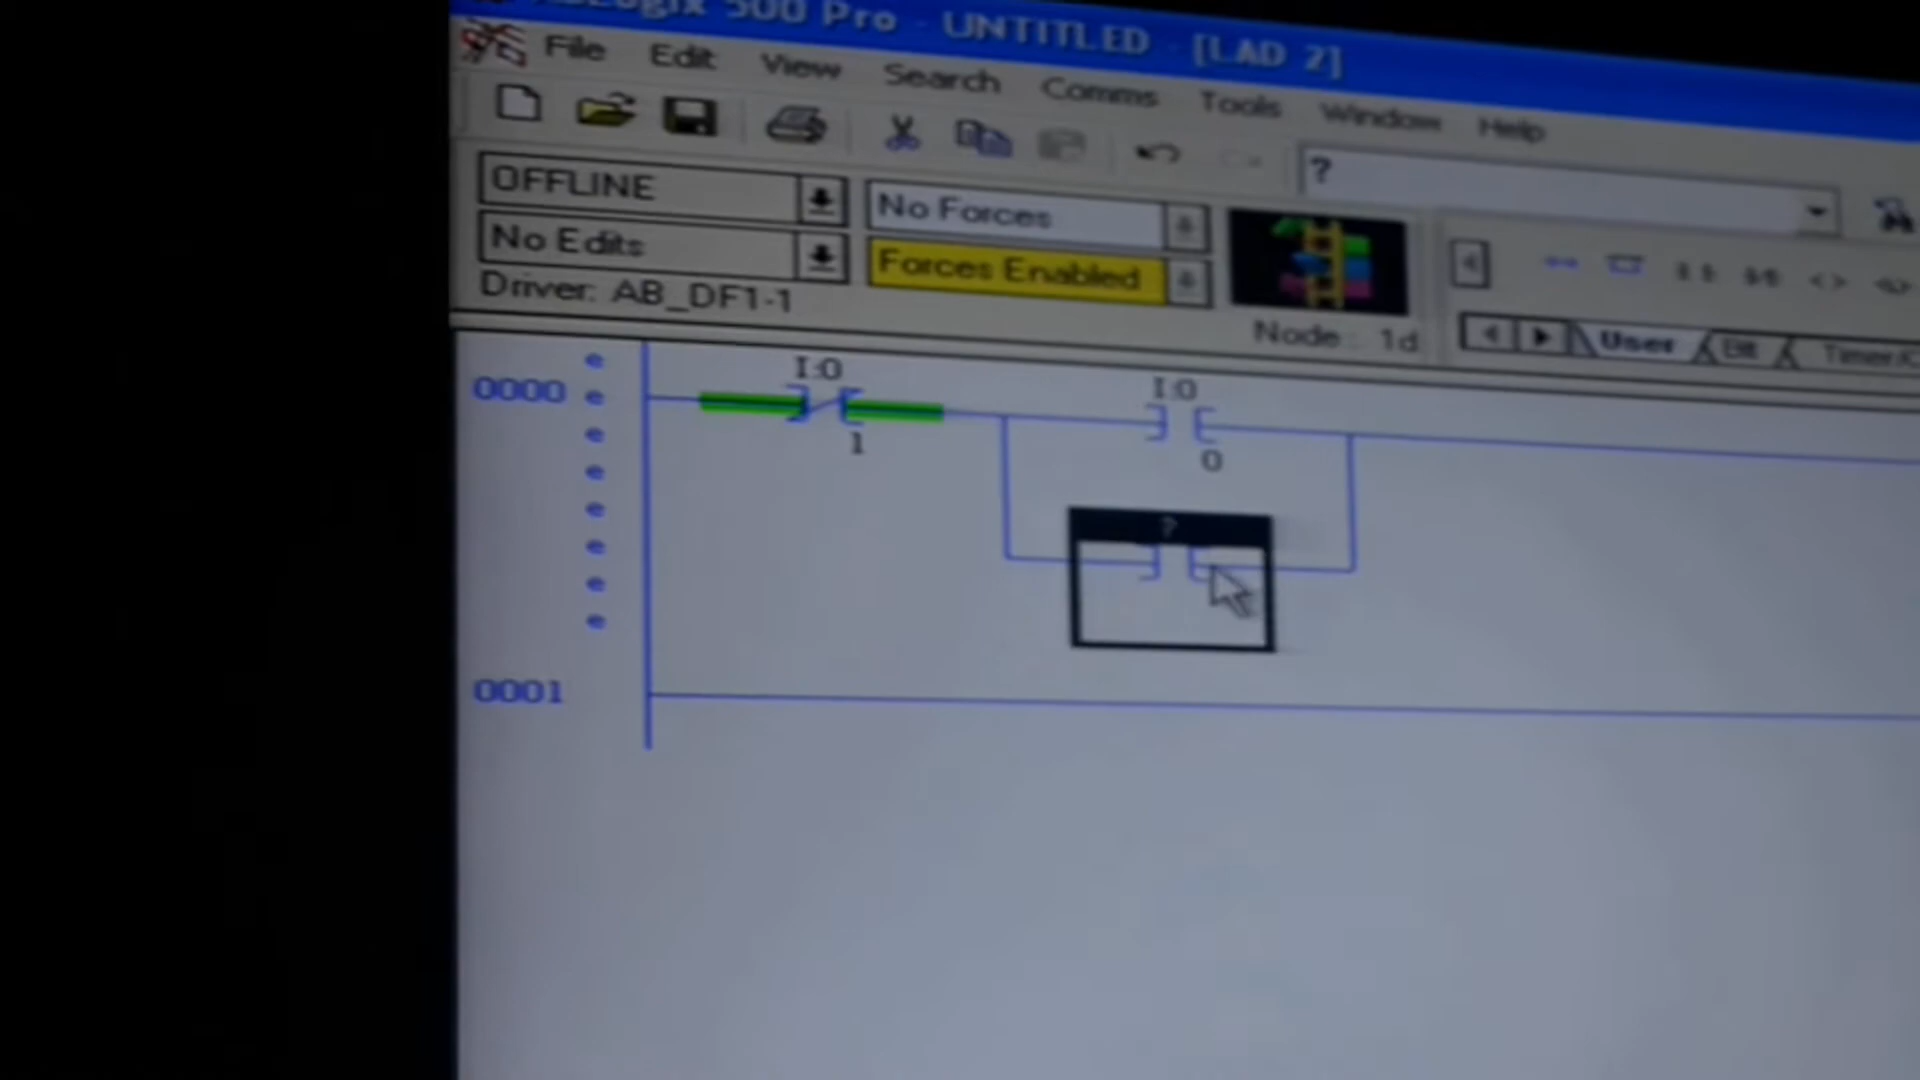 500 Pro - UNTITLED - [LAD 2]
File Edit View Search Comms Tools Window Help
?
OFFLINE
No Forces
No Edits
Forces Enabled
Driver: AB_DF1-1
Node: 1d
User Bit
I:0
I:0
0000
1
0
?
0001